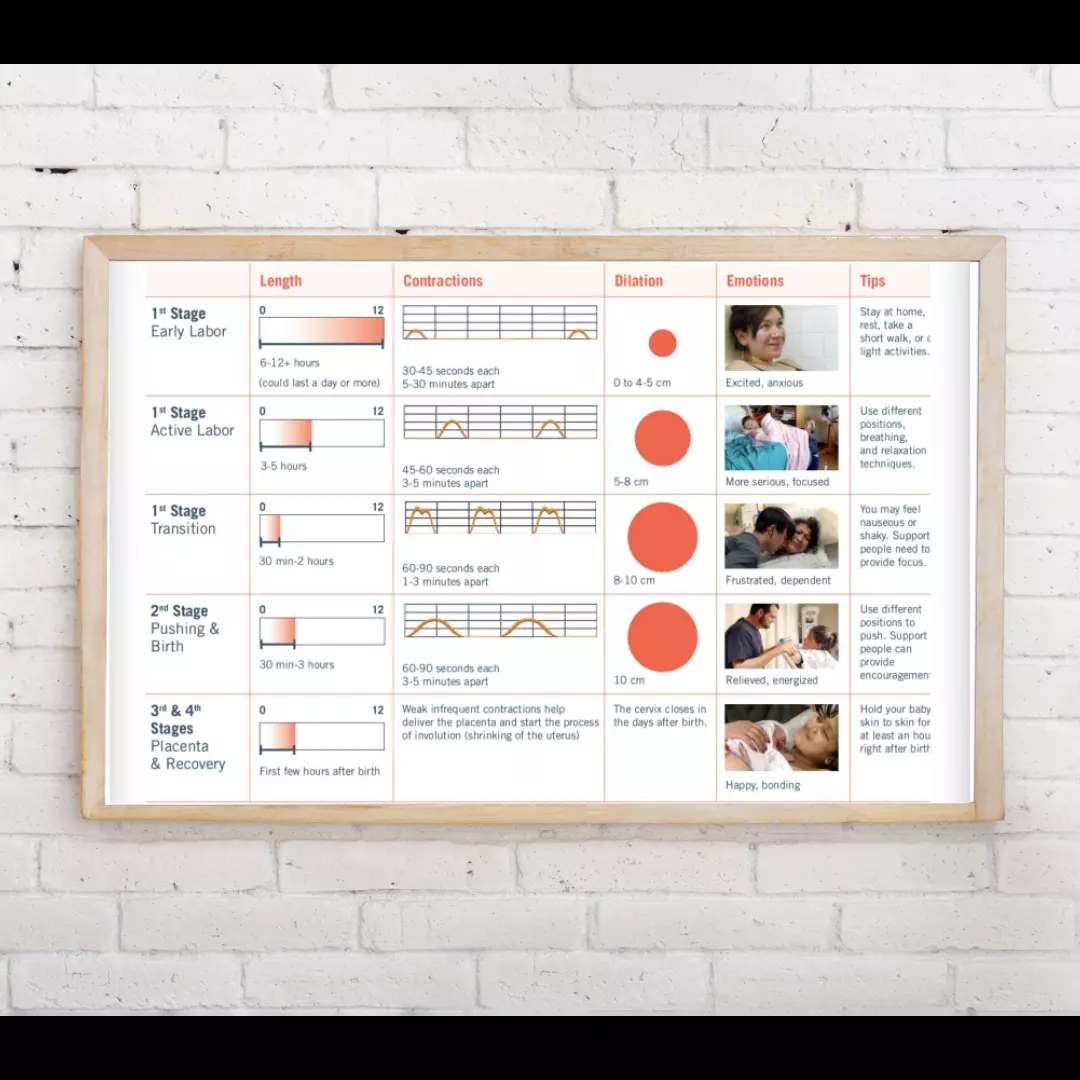 Length
Contractions
Dilation
Emotions
Tips
1st Stage
Early Labor
0 12
6-12+ hours
(could last a day or more)
30-45 seconds each
5-30 minutes apart
0 to 4-5 cm
Excited, anxious
Stay at home,
rest, take a
short walk, or
light activities.
1st Stage
Active Labor
0 12
3-5 hours
45-60 seconds each
3-5 minutes apart
5-8 cm
More serious, focused
Use different
positions,
breathing,
and relaxation
techniques.
1st Stage
Transition
0 12
30 min-2 hours
60-90 seconds each
1-3 minutes apart
8-10 cm
Frustrated, dependent
You may feel
nauseous or
shaky. Support
people need to
provide focus.
2nd Stage
Pushing &
Birth
0 12
30 min-3 hours
60-90 seconds each
3-5 minutes apart
10 cm
Relieved, energized
Use different
positions to
push. Support
people can
provide
encouragemen
3rd & 4th
Stages
Placenta
& Recovery
0 12
First few hours after birth
Weak infrequent contractions help
deliver the placenta and start the process
of involution (shrinking of the uterus)
The cervix closes in
the days after birth.
Happy, bonding
Hold your baby
skin to skin for
at least an hou
right after birth